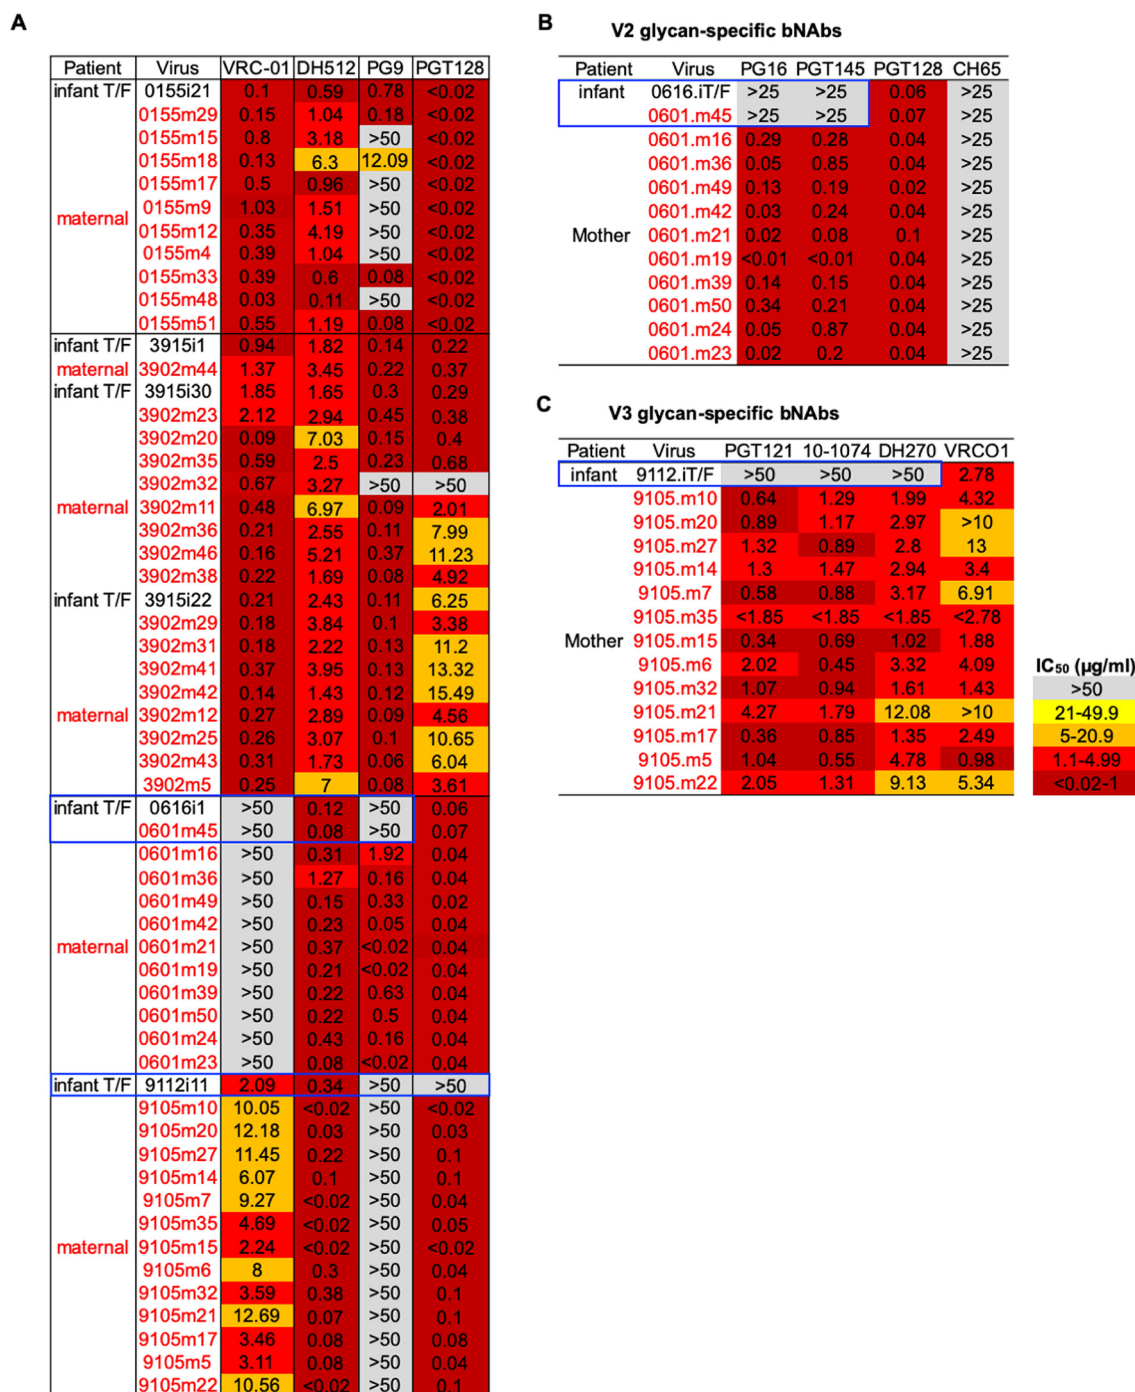 A
Patient Virus VRC-01 DH512 PG9 PGT128
infant T/F 0155i21 0.1 0.59 0.78 <0.02
0155m29 0.15 1.04 0.18 <0.02
0155m15 0.8 3.18 >50 <0.02
0155m18 0.13 6.3 12.09 <0.02
0155m17 0.5 0.96 >50 <0.02
maternal 0155m9 1.03 1.51 >50 <0.02
0155m12 0.35 4.19 >50 <0.02
0155m4 0.39 1.04 >50 <0.02
0155m33 0.39 0.6 0.08 <0.02
0155m48 0.03 0.11 >50 <0.02
0155m51 0.55 1.19 0.08 <0.02
infant T/F 3915i1 0.94 1.82 0.14 0.22
maternal 3902m44 1.37 3.45 0.22 0.37
infant T/F 3915i30 1.85 1.65 0.3 0.29
3902m23 2.12 2.94 0.45 0.38
3902m20 0.09 7.03 0.15 0.4
3902m35 0.59 2.5 0.23 0.68
3902m32 0.67 3.27 >50 >50
maternal 3902m11 0.48 6.97 0.09 2.01
3902m36 0.21 2.55 0.11 7.99
3902m46 0.16 5.21 0.37 11.23
3902m38 0.22 1.69 0.08 4.92
infant T/F 3915i22 0.21 2.43 0.11 6.25
3902m29 0.18 3.84 0.1 3.38
3902m31 0.18 2.22 0.13 11.2
3902m41 0.37 3.95 0.13 13.32
3902m42 0.14 1.43 0.12 15.49
maternal 3902m12 0.27 2.89 0.09 4.56
3902m25 0.26 3.07 0.1 10.65
3902m43 0.31 1.73 0.06 6.04
3902m5 0.25 7 0.08 3.61
infant T/F 0616i1 >50 0.12 >50 0.06
0601m45 >50 0.08 >50 0.07
0601m16 >50 0.31 1.92 0.04
0601m36 >50 1.27 0.16 0.04
0601m49 >50 0.15 0.33 0.02
0601m42 >50 0.23 0.05 0.04
maternal 0601m21 >50 0.37 <0.02 0.04
0601m19 >50 0.21 <0.02 0.04
0601m39 >50 0.22 0.63 0.04
0601m50 >50 0.22 0.5 0.04
0601m24 >50 0.43 0.16 0.04
0601m23 >50 0.08 <0.02 0.04
infant T/F 9112i11 2.09 0.34 >50 >50
9105m10 10.05 <0.02 >50 <0.02
9105m20 12.18 0.03 >50 0.03
9105m27 11.45 0.22 >50 0.1
9105m14 6.07 0.1 >50 0.1
9105m7 9.27 <0.02 >50 0.04
9105m35 4.69 <0.02 >50 0.05
maternal 9105m15 2.24 <0.02 >50 <0.02
9105m6 8 0.3 >50 0.04
9105m32 3.59 0.38 >50 0.1
9105m21 12.69 0.07 >50 0.1
9105m17 3.46 0.08 >50 0.08
9105m5 3.11 0.08 >50 0.04
9105m22 10.56 <0.02 >50 0.1
B
V2 glycan-specific bNAbs
Patient Virus PG16 PGT145 PGT128 CH65
infant 0616.iT/F >25 >25 0.06 >25
0601.m45 >25 >25 0.07 >25
0601.m16 0.29 0.28 0.04 >25
0601.m36 0.05 0.85 0.04 >25
0601.m49 0.13 0.19 0.02 >25
0601.m42 0.03 0.24 0.04 >25
Mother 0601.m21 0.02 0.08 0.1 >25
0601.m19 <0.01 <0.01 0.04 >25
0601.m39 0.14 0.15 0.04 >25
0601.m50 0.34 0.21 0.04 >25
0601.m24 0.05 0.87 0.04 >25
0601.m23 0.02 0.2 0.04 >25
C
V3 glycan-specific bNAbs
Patient Virus PGT121 10-1074 DH270 VRCO1
infant 9112.iT/F >50 >50 >50 2.78
9105.m10 0.64 1.29 1.99 4.32
9105.m20 0.89 1.17 2.97 >10
9105.m27 1.32 0.89 2.8 13
9105.m14 1.3 1.47 2.94 3.4
9105.m7 0.58 0.88 3.17 6.91
9105.m35 <1.85 <1.85 <1.85 <2.78
Mother 9105.m15 0.34 0.69 1.02 1.88
9105.m6 2.02 0.45 3.32 4.09
9105.m32 1.07 0.94 1.61 1.43
9105.m21 4.27 1.79 12.08 >10
9105.m17 0.36 0.85 1.35 2.49
9105.m5 1.04 0.55 4.78 0.98
9105.m22 2.05 1.31 9.13 5.34
IC₅₀ (µg/ml)
>50
21-49.9
5-20.9
1.1-4.99
<0.02-1